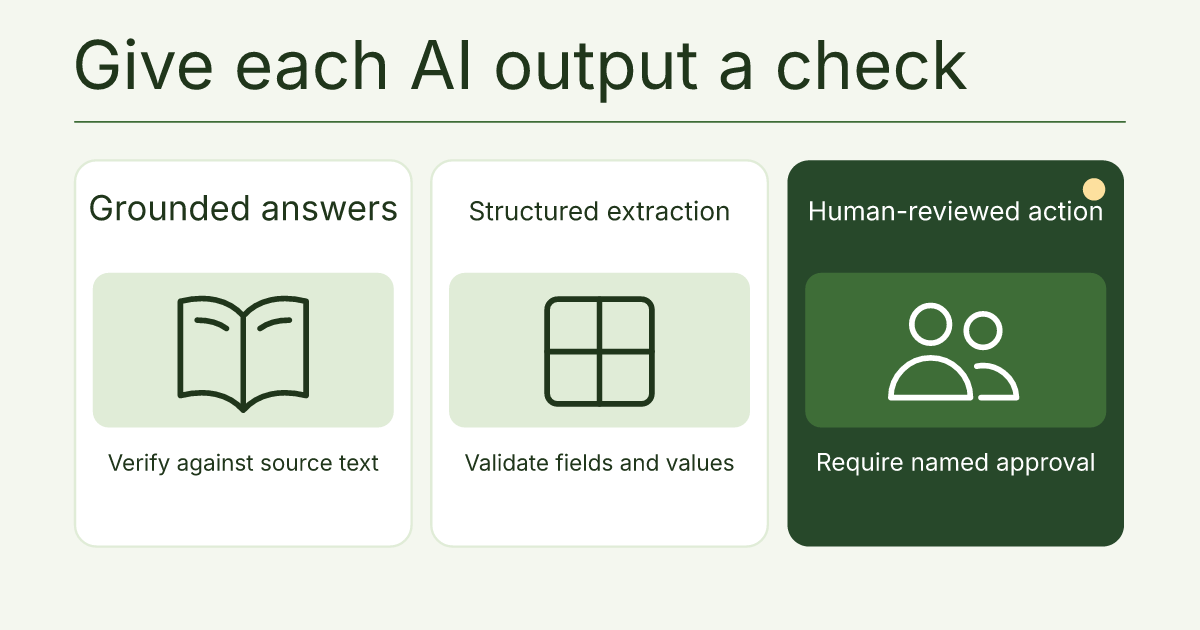 Give each AI output a check
Grounded answers
Structured extraction
Human-reviewed action
Verify against source text
Validate fields and values
Require named approval